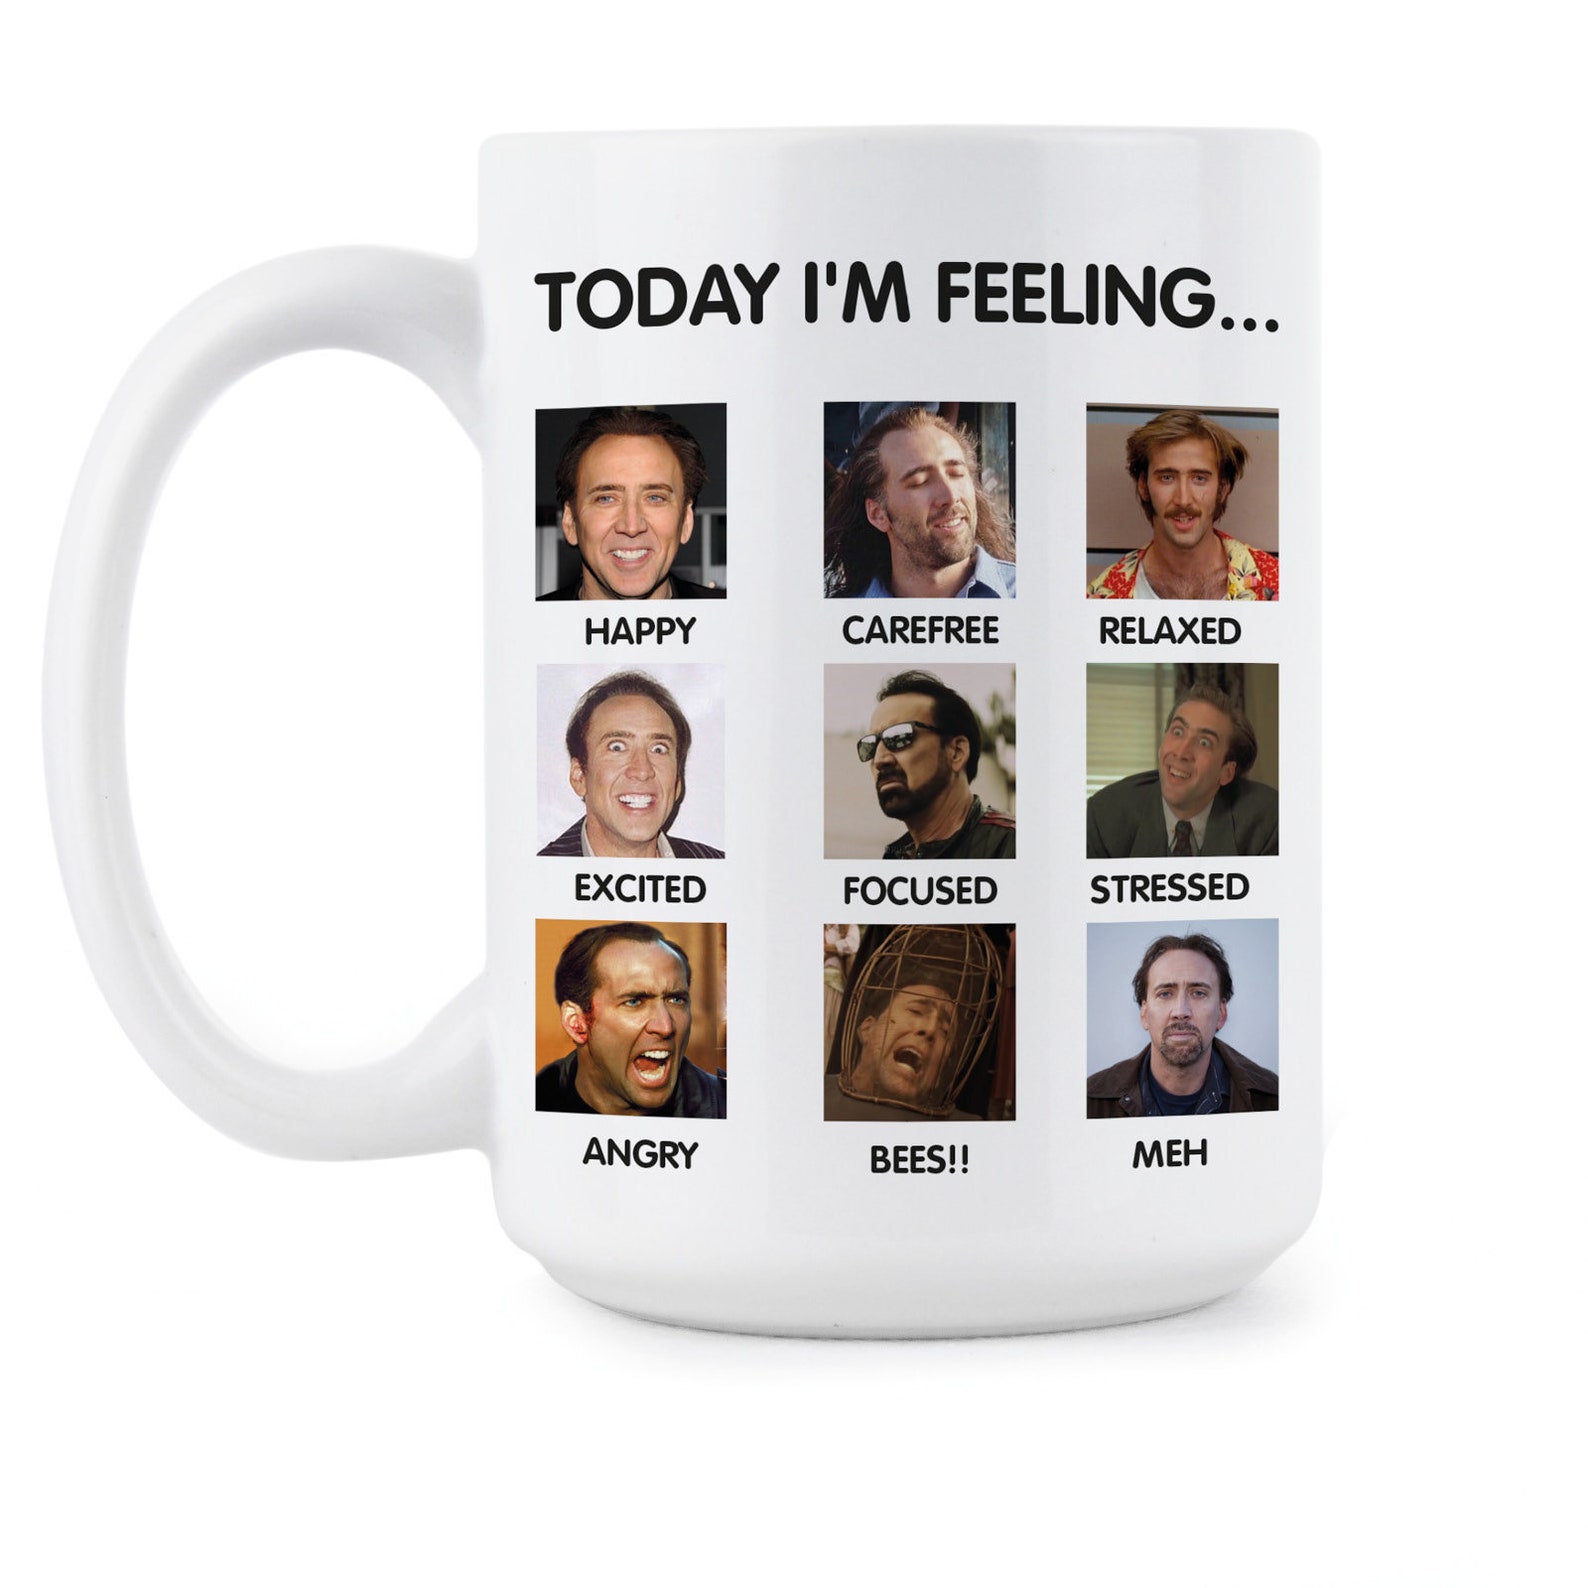 TODAY I'M FEELING...
HAPPY CAREFREE RELAXED
EXCITED FOCUSED STRESSED
ANGRY BEES!! MEH